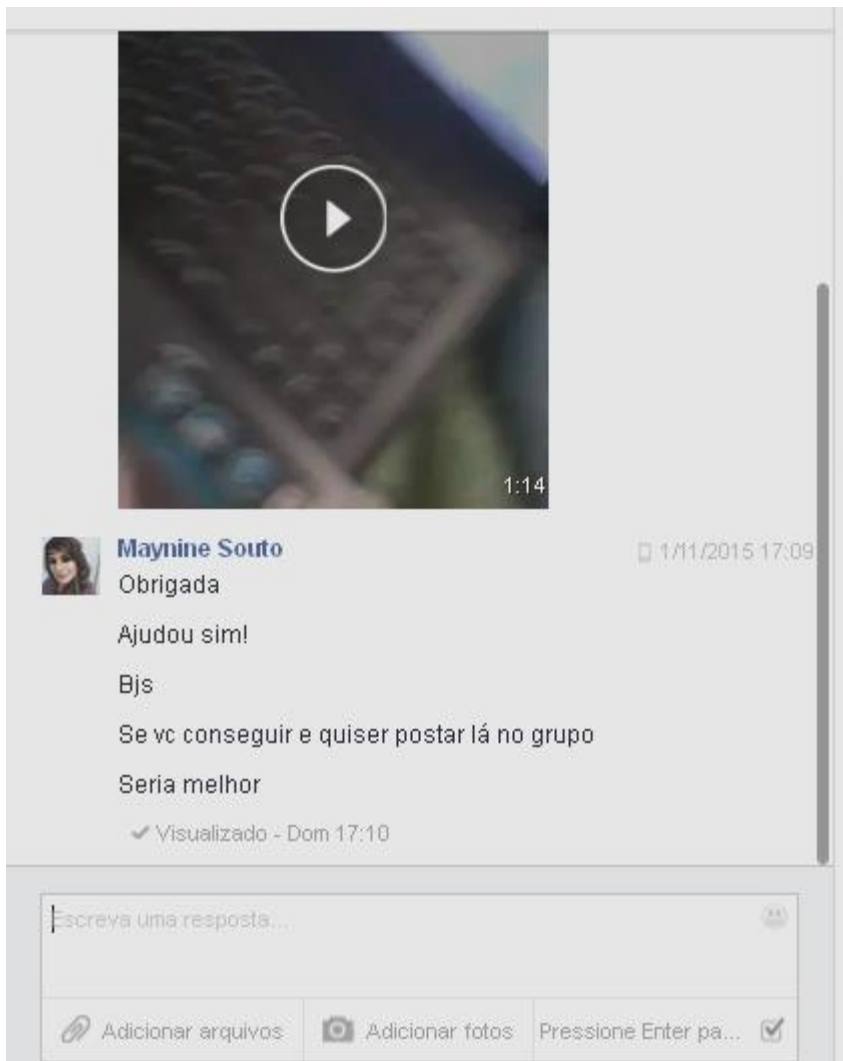 1:14
Maynine Souto
1/11/2015 17:09
Obrigada
Ajudou sim!
Bjs
Se vc conseguir e quiser postar lá no grupo
Seria melhor
Visualizado - Dom 17:10
Escreva uma resposta...
Adicionar arquivos Adicionar fotos Pressione Enter pa...